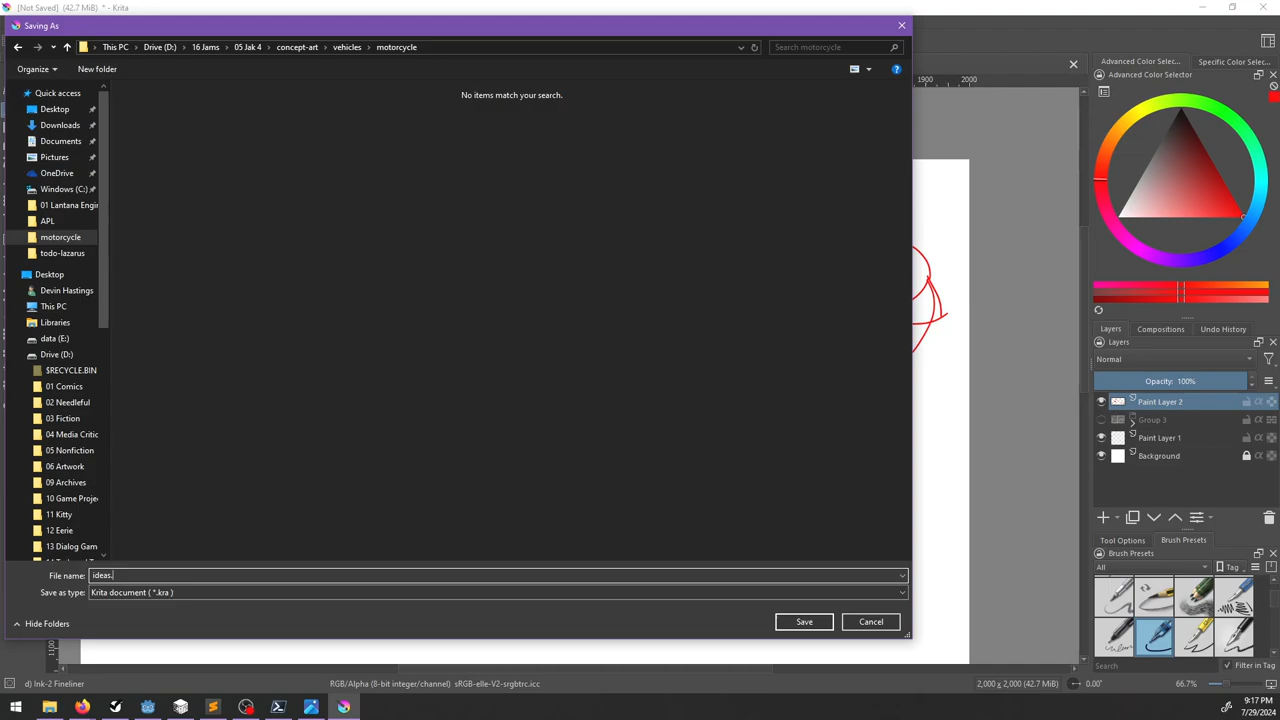 [Not Saved] (42.7 MiB) * - Krita
Saving As
This PC > Drive (D:) > 16 Jams > 05 Jak 4 > concept-art > vehicles > motorcycle
Search motorcycle
Organize
New folder
No items match your search.
Quick access
Desktop
Downloads
Documents
Pictures
OneDrive
Windows (C:)
01 Lantana Engi
APL
motorcycle
todo-lazarus
Desktop
Devin Hastings
This PC
Libraries
data (E:)
Drive (D:)
$RECYCLE.BIN
01 Comics
02 Needleful
03 Fiction
04 Media Critic
05 Nonfiction
06 Artwork
09 Archives
10 Game Proje
11 Kitty
12 Eerie
13 Dialog Gam
File name: ideas.
Save as type: Krita document ( *.kra )
Hide Folders
Save
Cancel
1900
2000
1100
Advanced Color Selec...
Specific Color Selec...
Advanced Color Selector
Layers
Compositions
Undo History
Layers
Normal
Opacity: 100%
Paint Layer 2
Group 3
Paint Layer 1
Background
Tool Options
Brush Presets
Brush Presets
All
Tag
Search
Filter in Tag
d) Ink-2 Fineliner
RGB/Alpha (8-bit integer/channel) sRGB-elle-V2-srgbtrc.icc
2,000 x 2,000 (42.7 MiB)
0.00°
66.7%
9:17 PM
7/29/2024